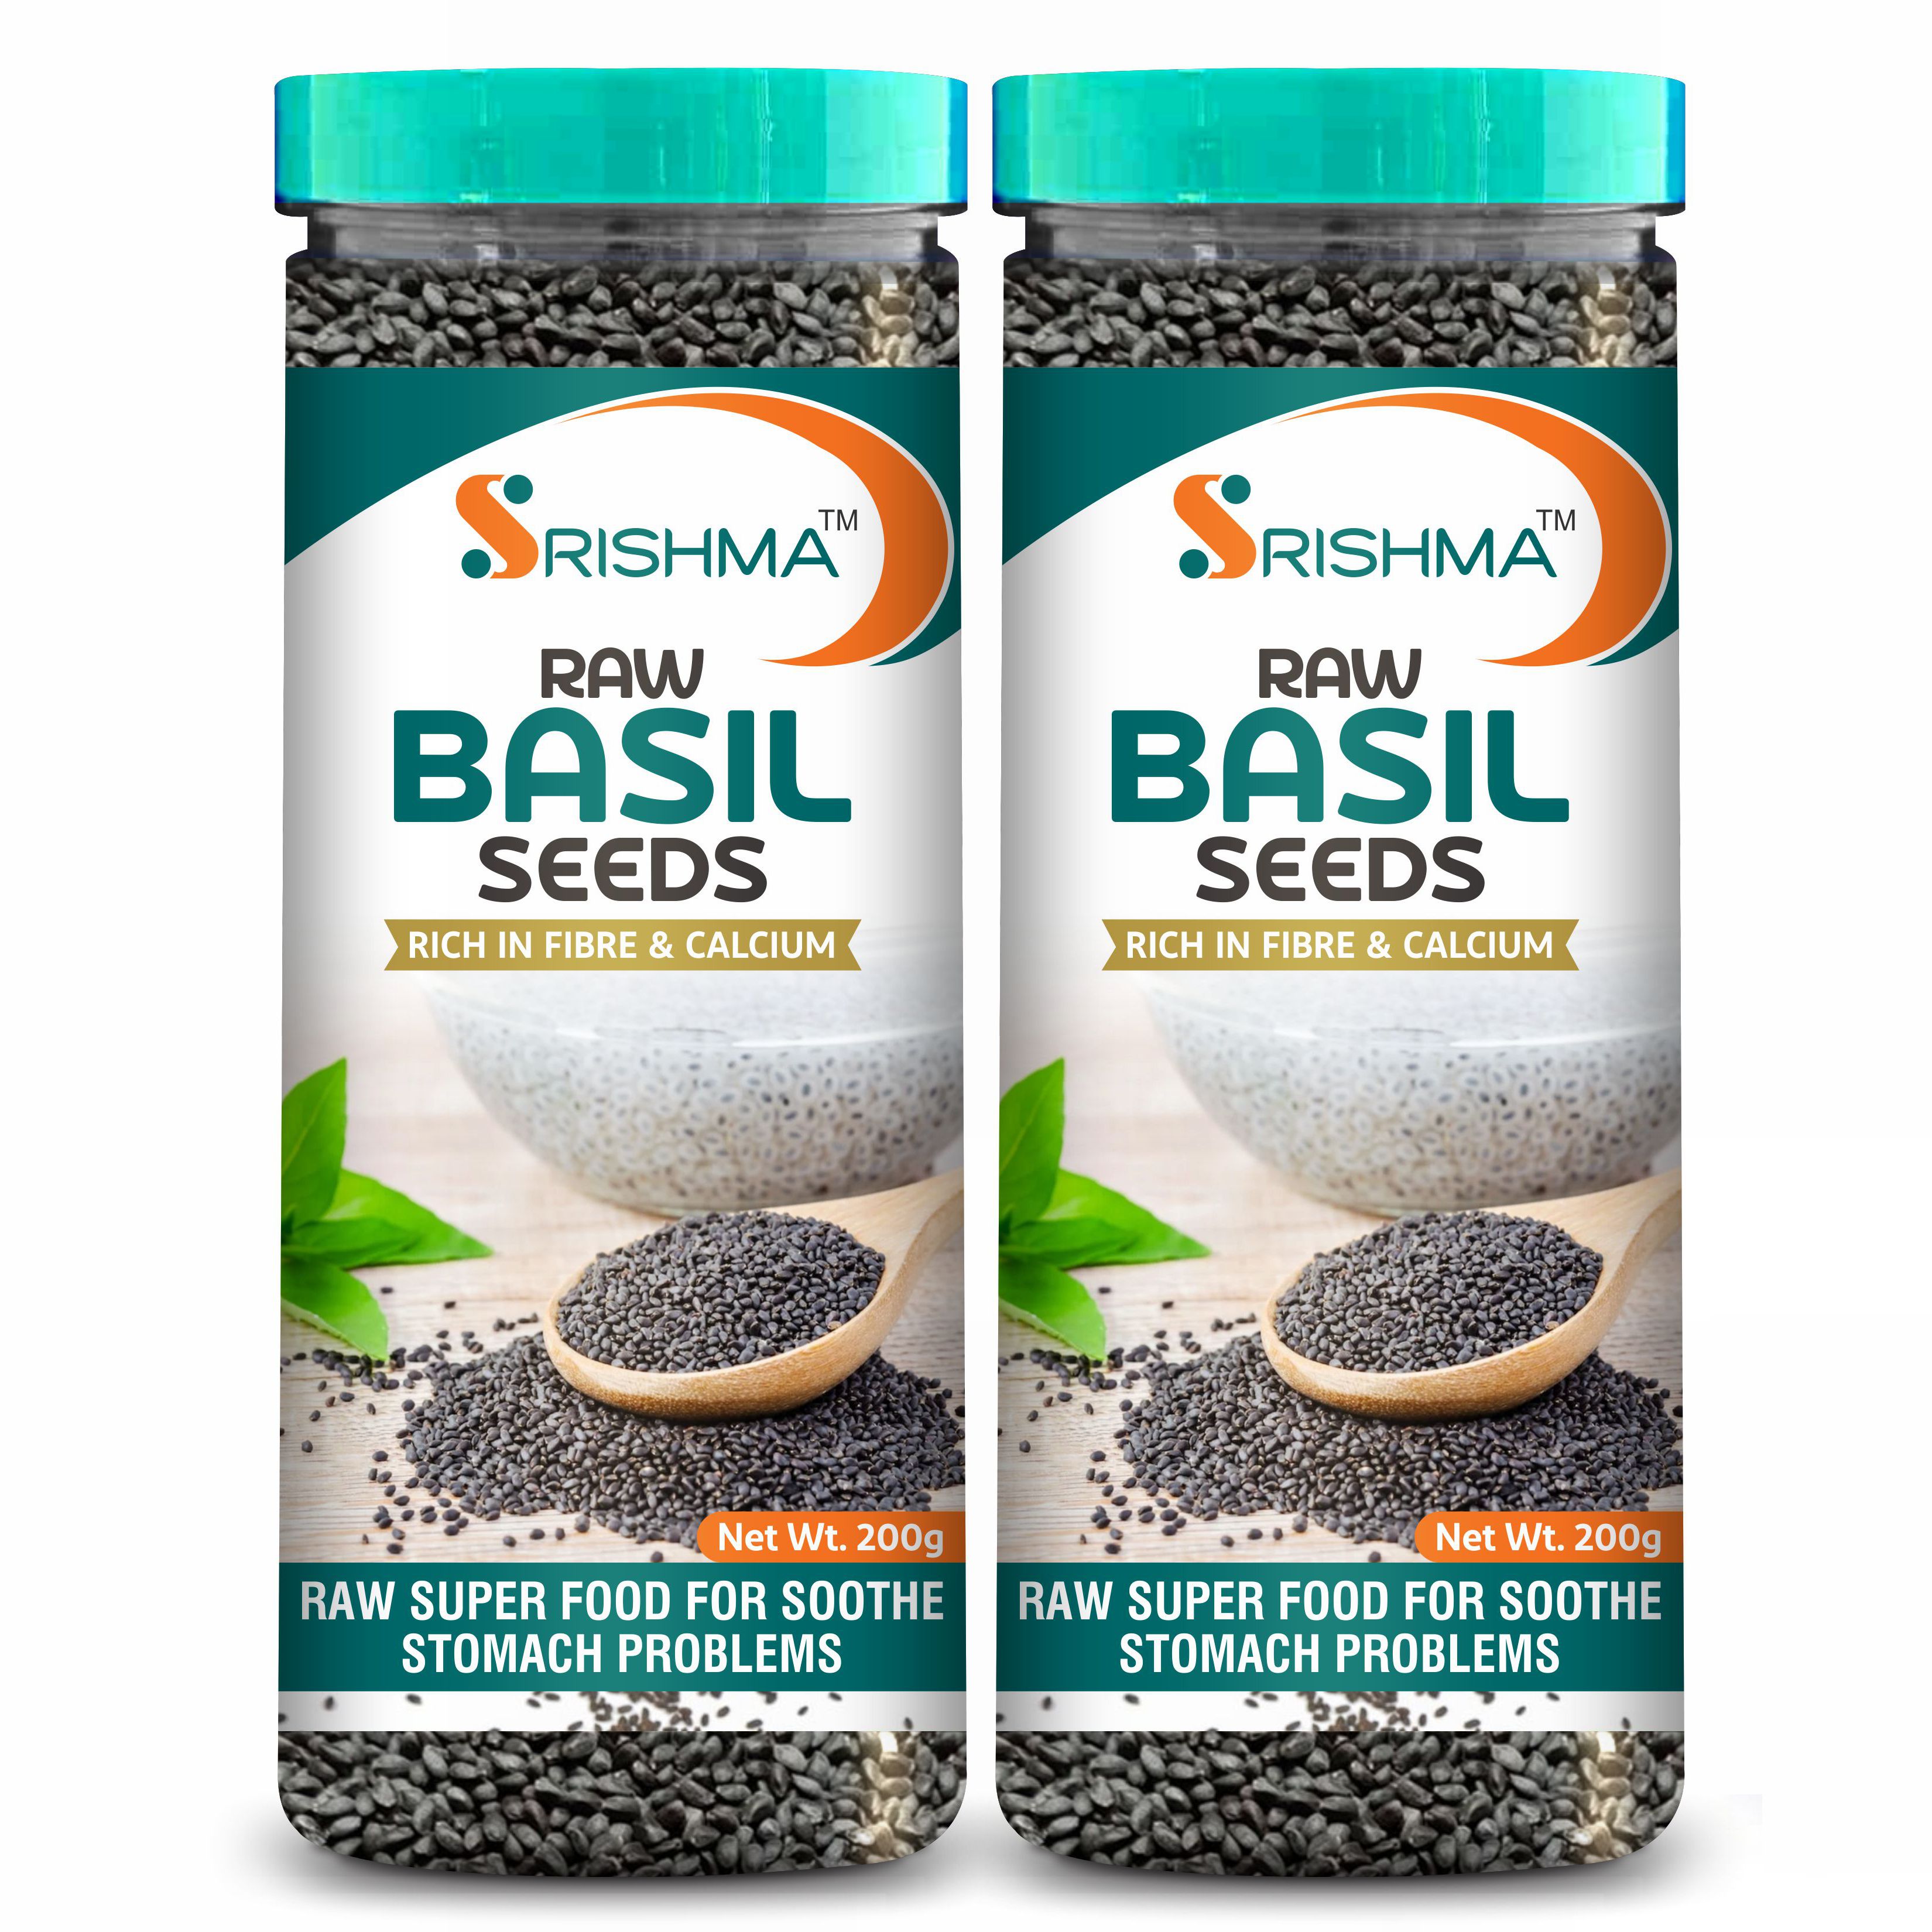 SRISHMA™
RAW
BASIL
SEEDS
RICH IN FIBRE & CALCIUM
Net Wt. 200g
RAW SUPER FOOD FOR SOOTHE
STOMACH PROBLEMS
SRISHMA™
RAW
BASIL
SEEDS
RICH IN FIBRE & CALCIUM
Net Wt. 200g
RAW SUPER FOOD FOR SOOTHE
STOMACH PROBLEMS